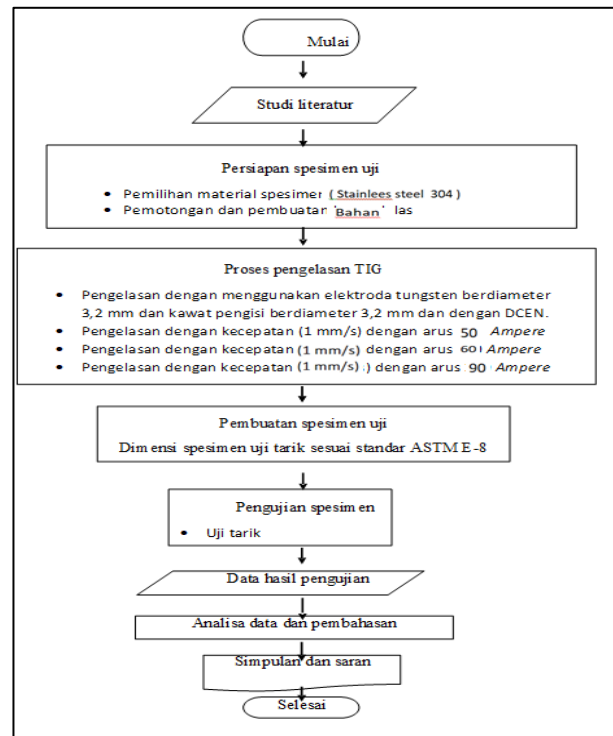 Mulai
Studi literatur
Persiapan spesimen uji
• Pemilihan material spesimen (Stainlees steel 304)
• Pemotongan dan pembuatan 'Bahan' las
Proses pengelasan TIG
• Pengelasan dengan menggunakan elektroda tungsten berdiameter
3,2 mm dan kawat pengisi berdiameter 3,2 mm dan dengan DCEN.
• Pengelasan dengan kecepatan (1 mm/s) dengan arus 50 Ampere
• Pengelasan dengan kecepatan (1 mm/s) dengan arus 60 Ampere
• Pengelasan dengan kecepatan (1 mm/s) .) dengan arus 90 Ampere
Pembuatan spesimen uji
Dimensi spesimen uji tarik sesuai standar ASTM E-8
Pengujian spesimen
• Uji tarik
Data hasil pengujian
Analisa data dan pembahasan
Simpulan dan saran
Selesai